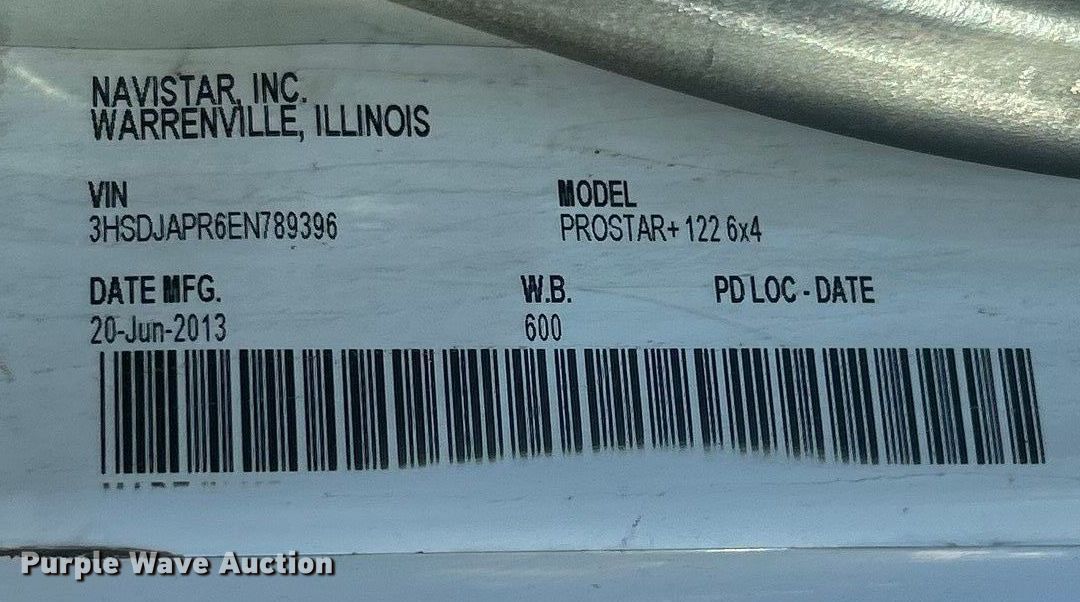 NAVISTAR, INC.
WARRENVILLE, ILLINOIS
VIN
3HSDJAPR6EN789396
MODEL
PROSTAR+ 122 6x4
DATE MFG.
20-Jun-2013
W.B.
600
PD LOC - DATE
Purple Wave Auction